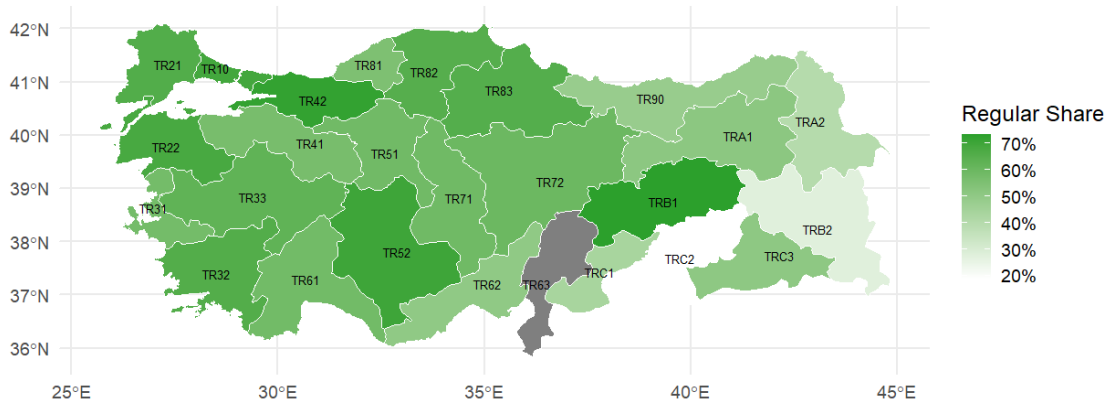 42°N
41°N
40°N
39°N
38°N
37°N
36°N
25°E
30°E
35°E
40°E
45°E
TR21
TR10
TR81
TR82
TR42
TR83
TR90
TRA2
TR22
TR41
TR51
TRA1
TR31
TR33
TR71
TR72
TRB1
TRB2
TR32
TR61
TR52
TR62
TR63
TRC1
TRC2
TRC3
Regular Share
70%
60%
50%
40%
30%
20%